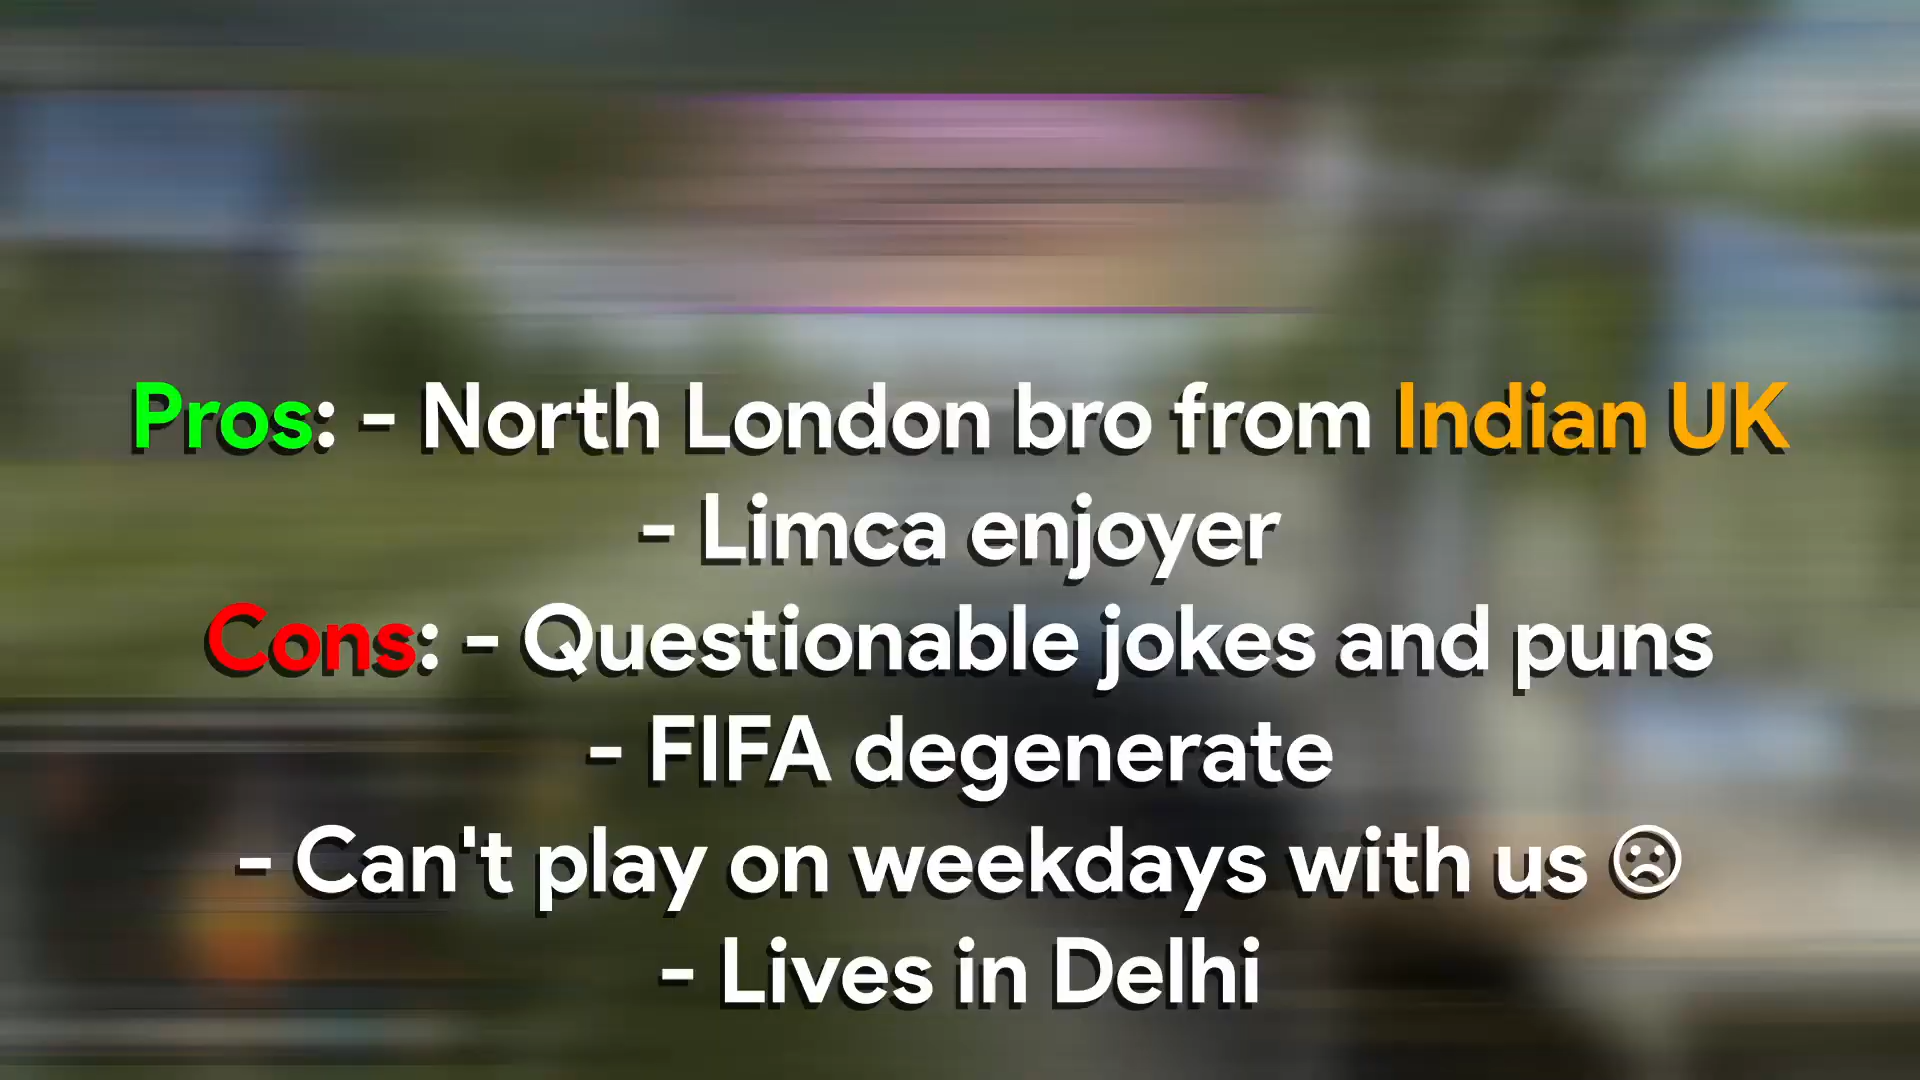 Pros: - North London bro from Indian UK
- Limca enjoyer
Cons: - Questionable jokes and puns
- FIFA degenerate
- Can't play on weekdays with us ☹
- Lives in Delhi